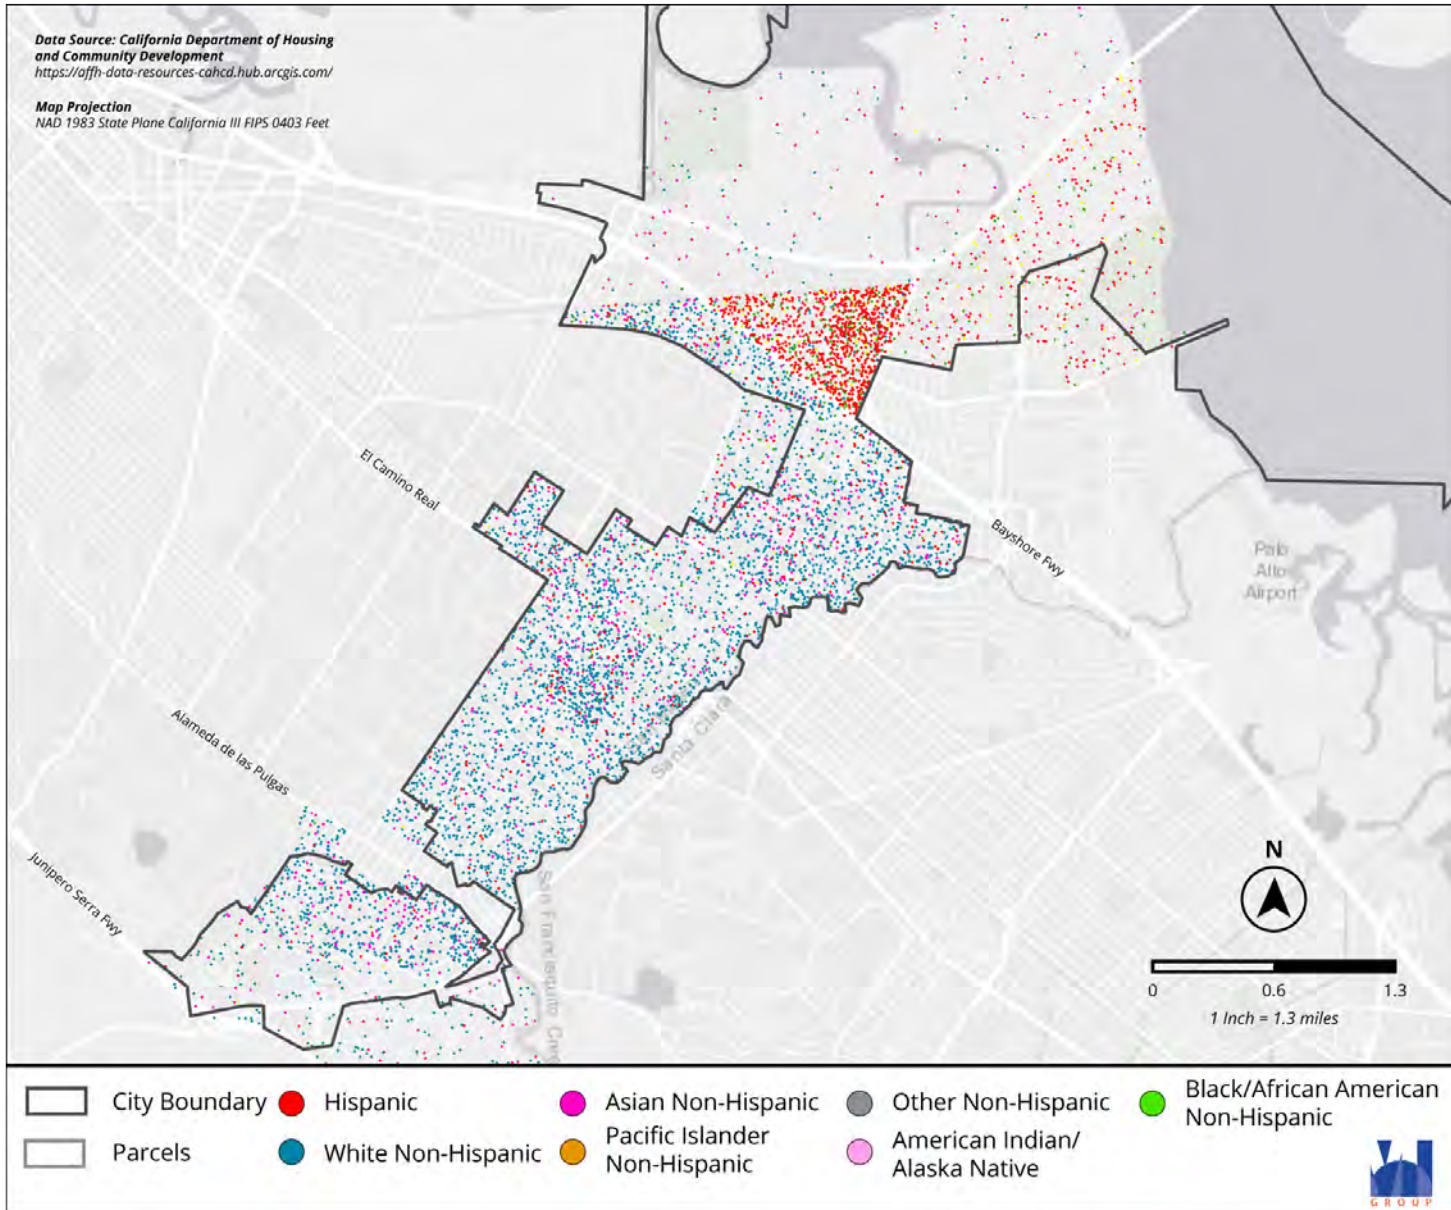 Data Source: California Department of Housing
and Community Development
https://affh-data-resources-cahcd.hub.arcgis.com/
Map Projection
NAD 1983 State Plane California III FIPS 0403 Feet
El Camino Real
Bayshore Fwy
Palo
Alto
Airport
Santa Clara
Alameda de las Pulgas
Junipero Serra Fwy
San Francisquito Creek
N
0 0.6 1.3
1 Inch = 1.3 miles
City Boundary
Hispanic
Asian Non-Hispanic
Other Non-Hispanic
Black/African American
Non-Hispanic
Parcels
White Non-Hispanic
Pacific Islander
Non-Hispanic
American Indian/
Alaska Native
GROUP